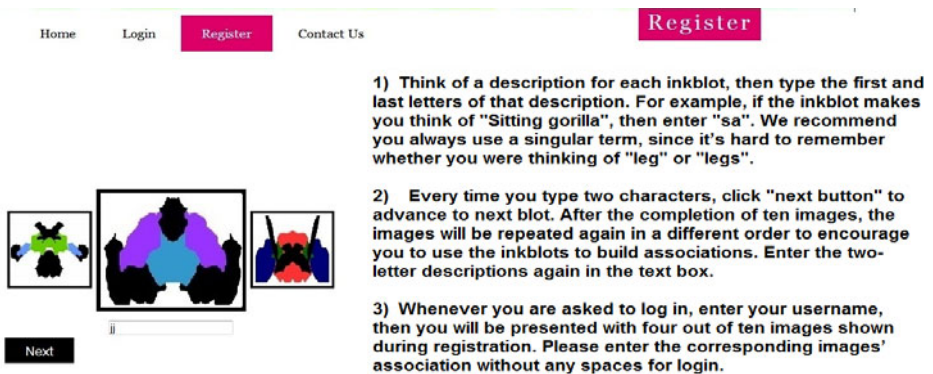 Home Login Register Contact Us
Register
1) Think of a description for each inkblot, then type the first and
last letters of that description. For example, if the inkblot makes
you think of "Sitting gorilla", then enter "sa". We recommend
you always use a singular term, since it's hard to remember
whether you were thinking of "leg" or "legs".
2) Every time you type two characters, click "next button" to
advance to next blot. After the completion of ten images, the
images will be repeated again in a different order to encourage
you to use the inkblots to build associations. Enter the two-
letter descriptions again in the text box.
3) Whenever you are asked to log in, enter your username,
then you will be presented with four out of ten images shown
during registration. Please enter the corresponding images'
association without any spaces for login.
jj
Next